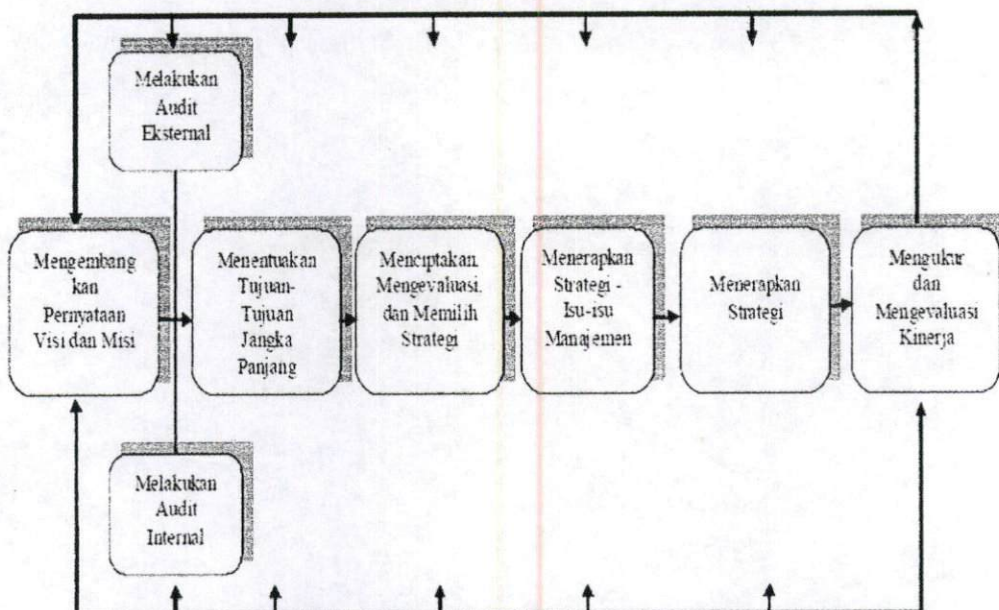 Melakukan
Audit
Eksternal
Mengembang
kan
Pernyataan
Visi dan Misi
Menentuakan
Tujuan-
Tujuan
Jangka
Panjang
Menciptakan,
Mengevaluasi,
dan Memilih
Strategi
Menerapkan
Strategi -
Isu-isu
Manajemen
Menerapkan
Strategi
Mengukur
dan
Mengevaluasi
Kinerja
Melakukan
Audit
Internal